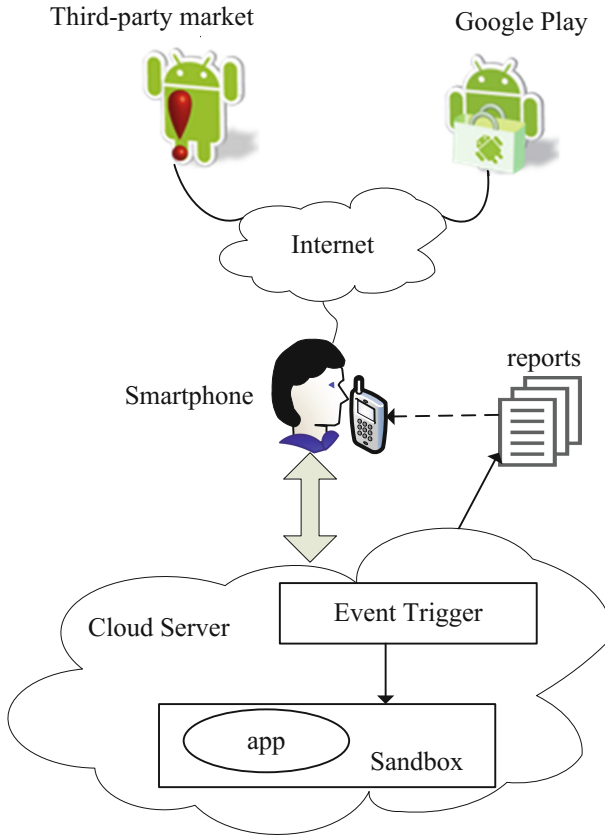 Third-party market
Google Play
Internet
reports
Smartphone
Cloud Server
Event Trigger
app
Sandbox